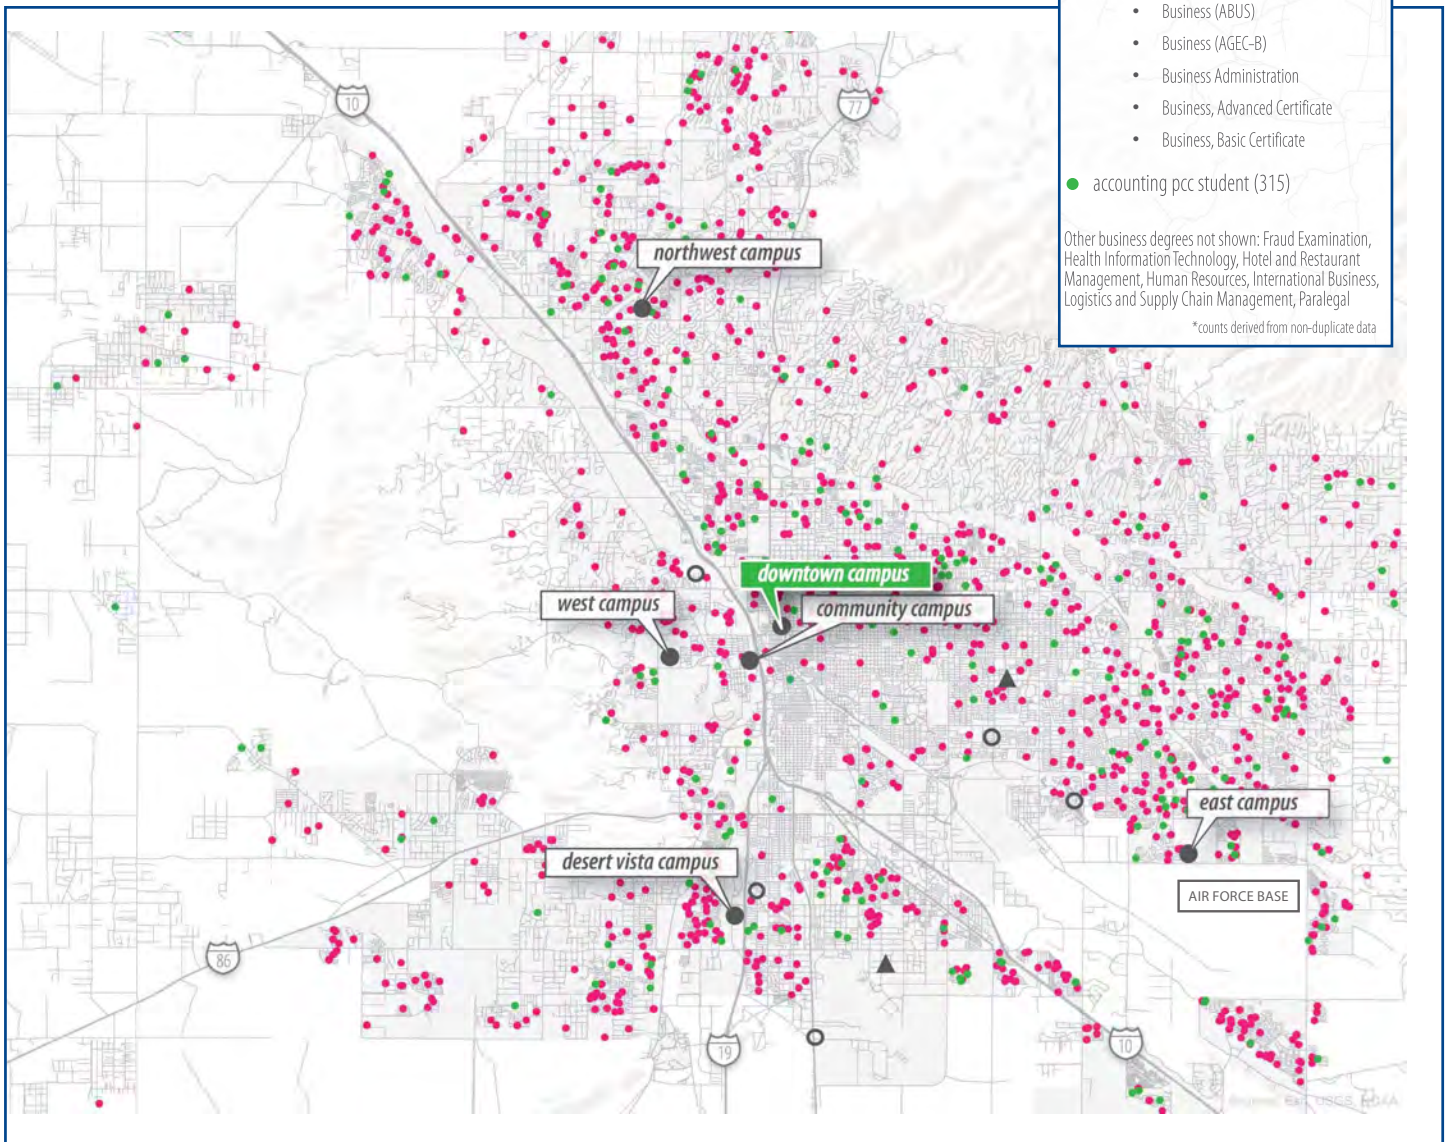 • Business (ABUS)
• Business (AGEC-B)
• Business Administration
• Business, Advanced Certificate
• Business, Basic Certificate
accounting pcc student (315)
Other business degrees not shown: Fraud Examination,
Health Information Technology, Hotel and Restaurant
Management, Human Resources, International Business,
Logistics and Supply Chain Management, Paralegal
*counts derived from non-duplicate data
10
77
northwest campus
downtown campus
west campus
community campus
east campus
desert vista campus
AIR FORCE BASE
86
19
10
Esri, USGS, NOAA